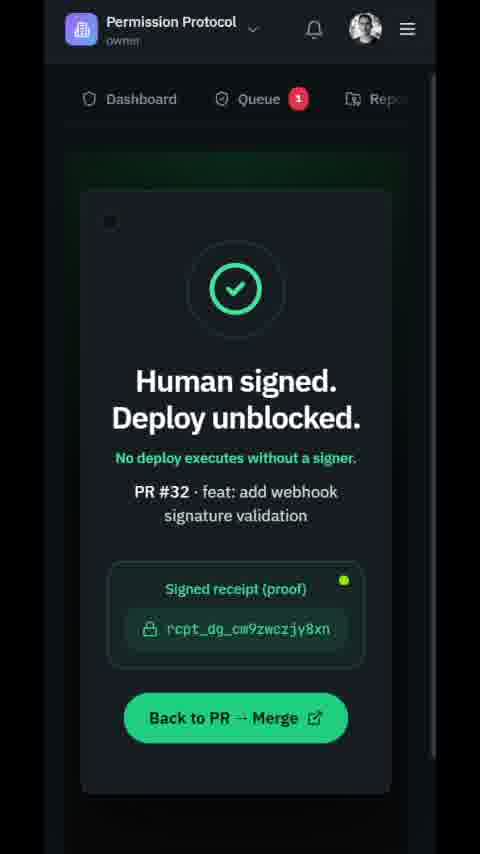 Permission Protocol
owner
Dashboard
Queue
1
Repo
Human signed.
Deploy unblocked.
No deploy executes without a signer.
PR #32 · feat: add webhook
signature validation
Signed receipt (proof)
rcpt_dg_cm9zwczjy8xn
Back to PR → Merge